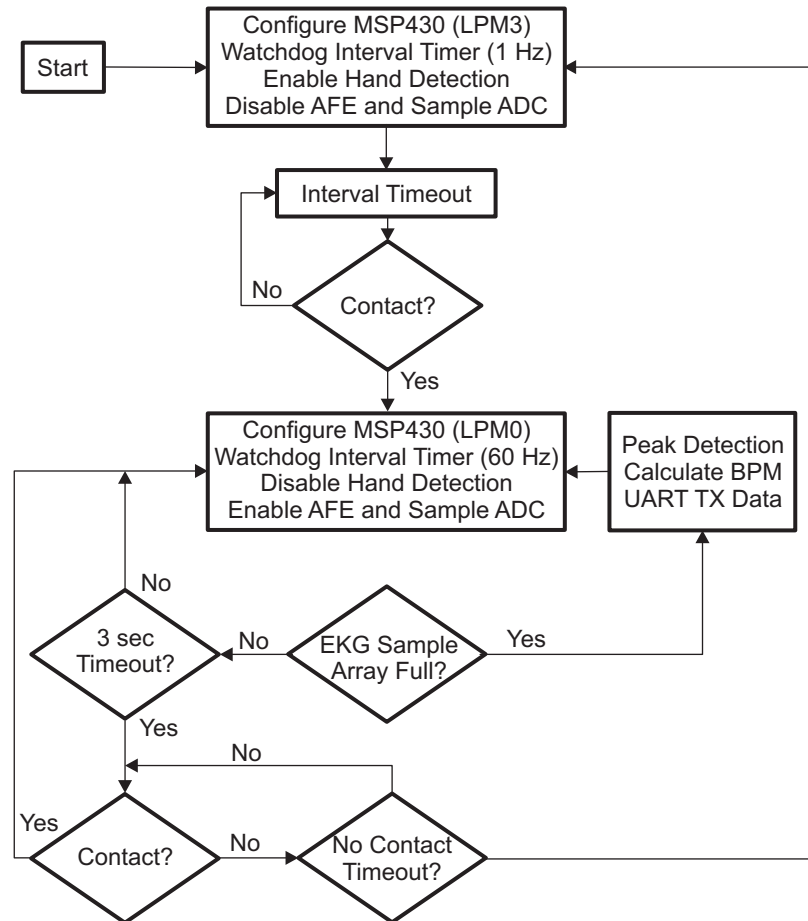 Configure MSP430 (LPM3)
Watchdog Interval Timer (1 Hz)
Enable Hand Detection
Disable AFE and Sample ADC
Start
Interval Timeout
No
Contact?
Yes
Configure MSP430 (LPM0)
Watchdog Interval Timer (60 Hz)
Disable Hand Detection
Enable AFE and Sample ADC
Peak Detection
Calculate BPM
UART TX Data
No
3 sec
Timeout?
No
EKG Sample
Array Full?
Yes
Yes
No
Yes
Contact?
No
No Contact
Timeout?